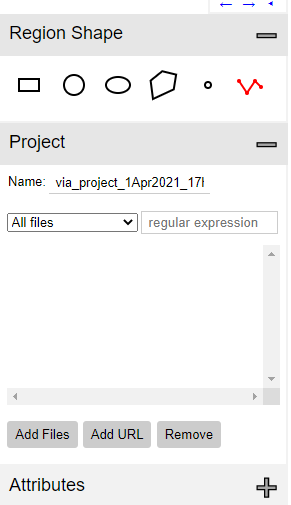 Region Shape
Project
Name: via_project_1Apr2021_17
All files regular expression
Add Files Add URL Remove
Attributes